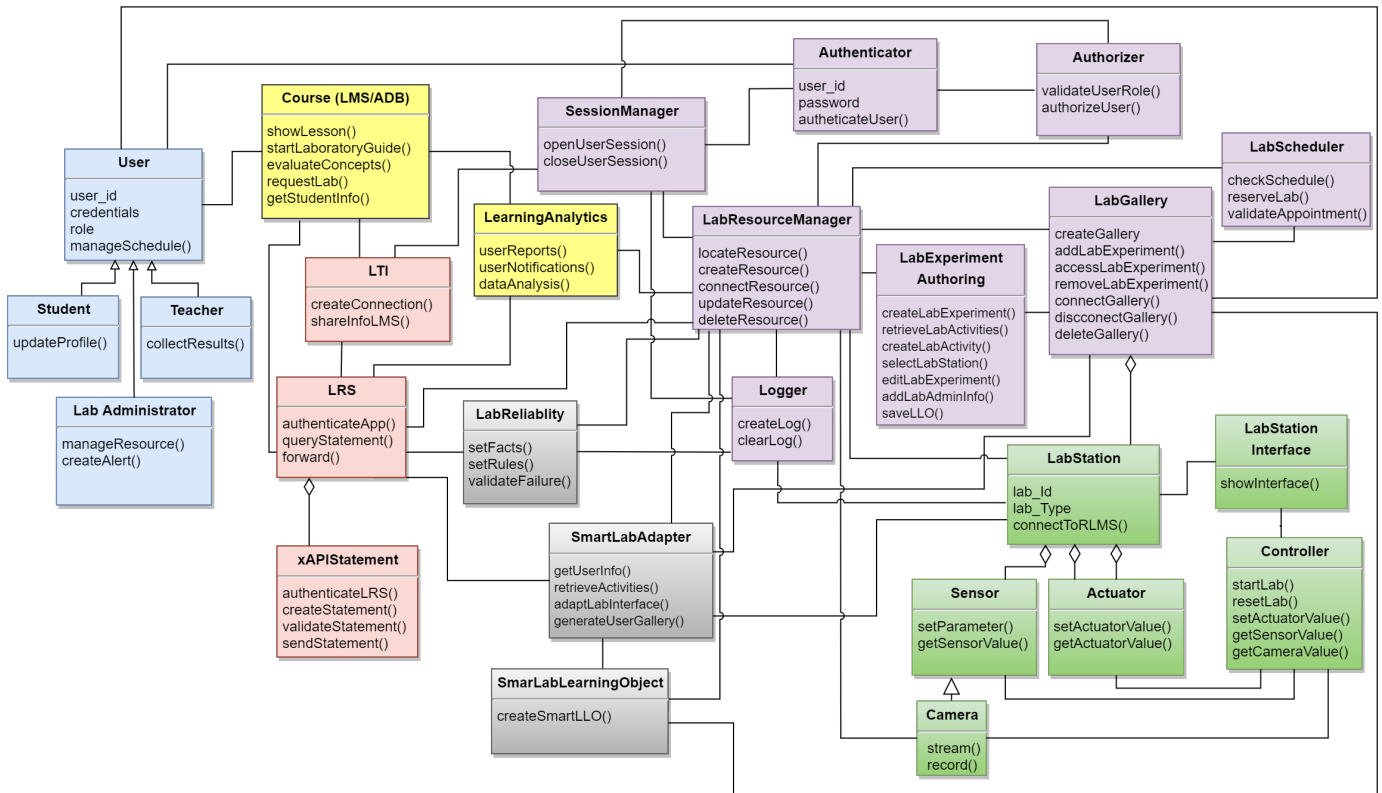 Course (LMS/ADB)
showLesson()
startLaboratoryGuide()
evaluateConcepts()
requestLab()
getStudentInfo()
SessionManager
openUserSession()
closeUserSession()
Authenticator
user_id
password
autheticateUser()
Authorizer
validateUserRole()
authorizeUser()
User
user_id
credentials
role
manageSchedule()
LabScheduler
checkSchedule()
reserveLab()
validateAppointment()
LearningAnalytics
userReports()
userNotifications()
dataAnalysis()
LabResourceManager
locateResource()
createResource()
connectResource()
updateResource()
deleteResource()
LabGallery
createGallery
addLabExperiment()
accessLabExperiment()
removeLabExperiment()
connectGallery()
discconectGallery()
deleteGallery()
LTI
createConnection()
shareInfoLMS()
LabExperiment
Authoring
createLabExperiment()
retrieveLabActivities()
createLabActivity()
selectLabStation()
editLabExperiment()
addLabAdminInfo()
saveLLO()
Student
updateProfile()
Teacher
collectResults()
Lab Administrator
manageResource()
createAlert()
LRS
authenticateApp()
queryStatement()
forward()
LabReliablity
setFacts()
setRules()
validateFailure()
Logger
createLog()
clearLog()
LabStation
lab_Id
lab_Type
connectToRLMS()
LabStation
Interface
showInterface()
xAPIStatement
authenticateLRS()
createStatement()
validateStatement()
sendStatement()
SmartLabAdapter
getUserInfo()
retrieveActivities()
adaptLabInterface()
generateUserGallery()
Sensor
setParameter()
getSensorValue()
Actuator
setActuatorValue()
getActuatorValue()
Controller
startLab()
resetLab()
setActuatorValue()
getSensorValue()
getCameraValue()
SmarLabLearningObject
createSmartLLO()
Camera
stream()
record()